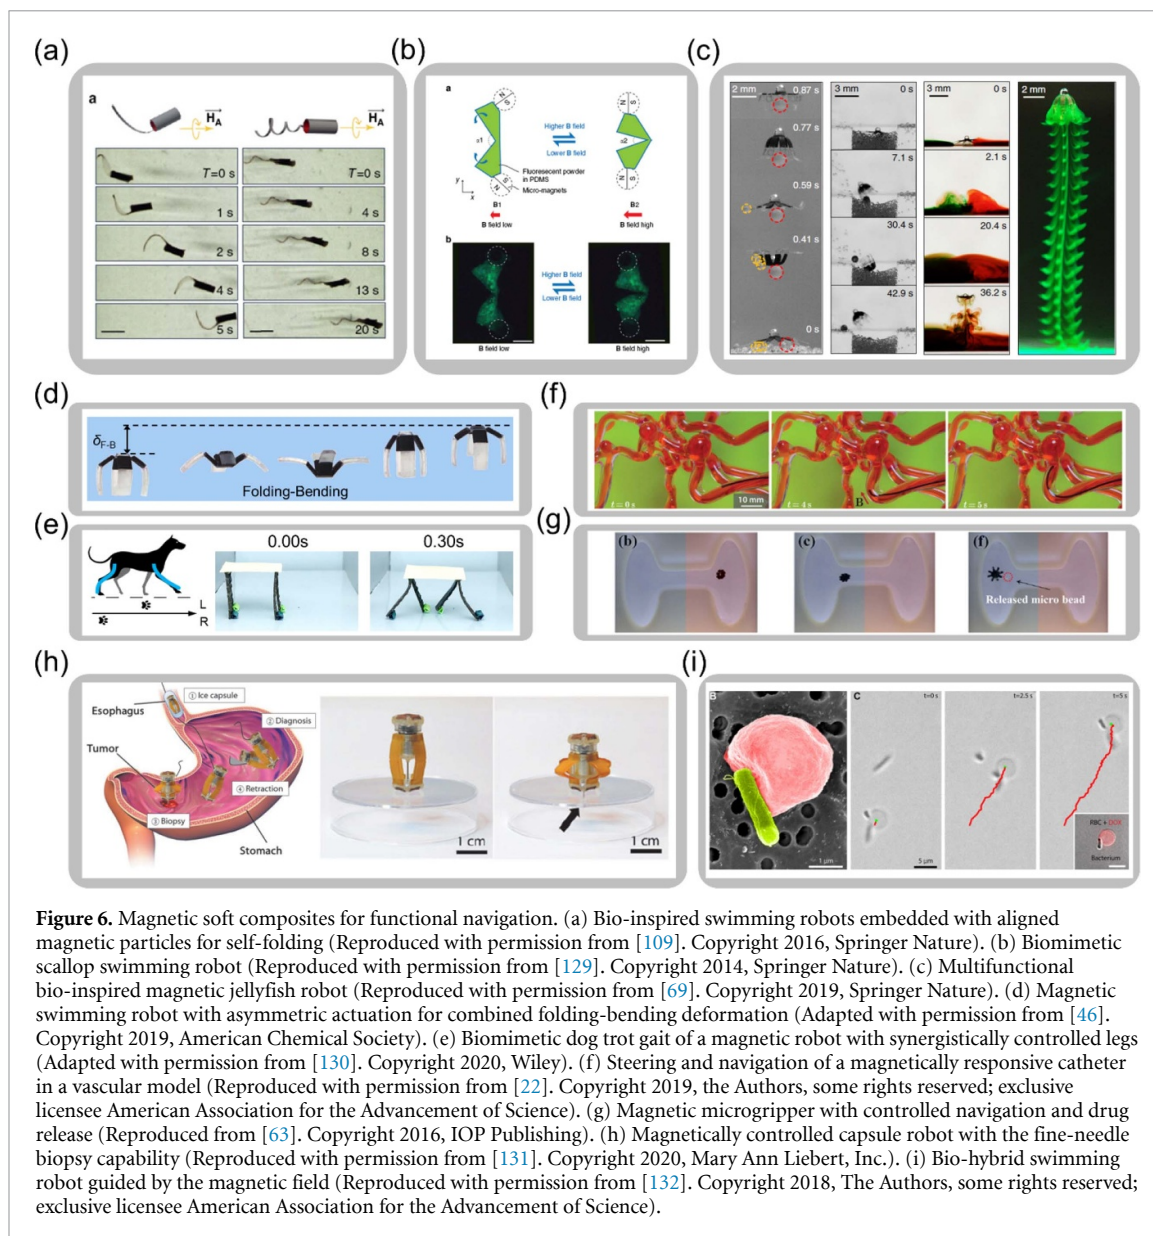 (a)
a
H_A
H_A
T=0 s
T=0 s
1 s
4 s
2 s
8 s
4 s
13 s
5 s
20 s
(b)
a
N
S
N
S
Higher B field
Lower B field
Fluorescent powder
in PDMS
Micro-magnets
S
N
N
S
y
x
B1
B2
B field low
B field high
b
Higher B field
Lower B field
B field low
B field high
(c)
2 mm
0.87 s
0.77 s
0.59 s
0.41 s
0 s
3 mm
0 s
7.1 s
30.4 s
42.9 s
3 mm
0 s
2.1 s
20.4 s
36.2 s
2 mm
(d)
δF-B
Folding-Bending
(e)
L
R
0.00s
0.30s
(f)
t = 0 s
10 mm
t = 4 s
B
t = 5 s
(g)
(b)
(c)
(f)
Released micro bead
(h)
① Ice capsule
Esophagus
② Diagnosis
Tumor
④ Retraction
③ Biopsy
Stomach
1 cm
1 cm
(i)
B
1 μm
C
t=0s
5 μm
t=2.5s
t=5s
RBC + DOX
Bacterium
Figure 6. Magnetic soft composites for functional navigation. (a) Bio-inspired swimming robots embedded with aligned
magnetic particles for self-folding (Reproduced with permission from [109]. Copyright 2016, Springer Nature). (b) Biomimetic
scallop swimming robot (Reproduced with permission from [129]. Copyright 2014, Springer Nature). (c) Multifunctional
bio-inspired magnetic jellyfish robot (Reproduced with permission from [69]. Copyright 2019, Springer Nature). (d) Magnetic
swimming robot with asymmetric actuation for combined folding-bending deformation (Adapted with permission from [46].
Copyright 2019, American Chemical Society). (e) Biomimetic dog trot gait of a magnetic robot with synergistically controlled legs
(Adapted with permission from [130]. Copyright 2020, Wiley). (f) Steering and navigation of a magnetically responsive catheter
in a vascular model (Reproduced with permission from [22]. Copyright 2019, the Authors, some rights reserved; exclusive
licensee American Association for the Advancement of Science). (g) Magnetic microgripper with controlled navigation and drug
release (Reproduced from [63]. Copyright 2016, IOP Publishing). (h) Magnetically controlled capsule robot with the fine-needle
biopsy capability (Reproduced with permission from [131]. Copyright 2020, Mary Ann Liebert, Inc.). (i) Bio-hybrid swimming
robot guided by the magnetic field (Reproduced with permission from [132]. Copyright 2018, The Authors, some rights reserved;
exclusive licensee American Association for the Advancement of Science).